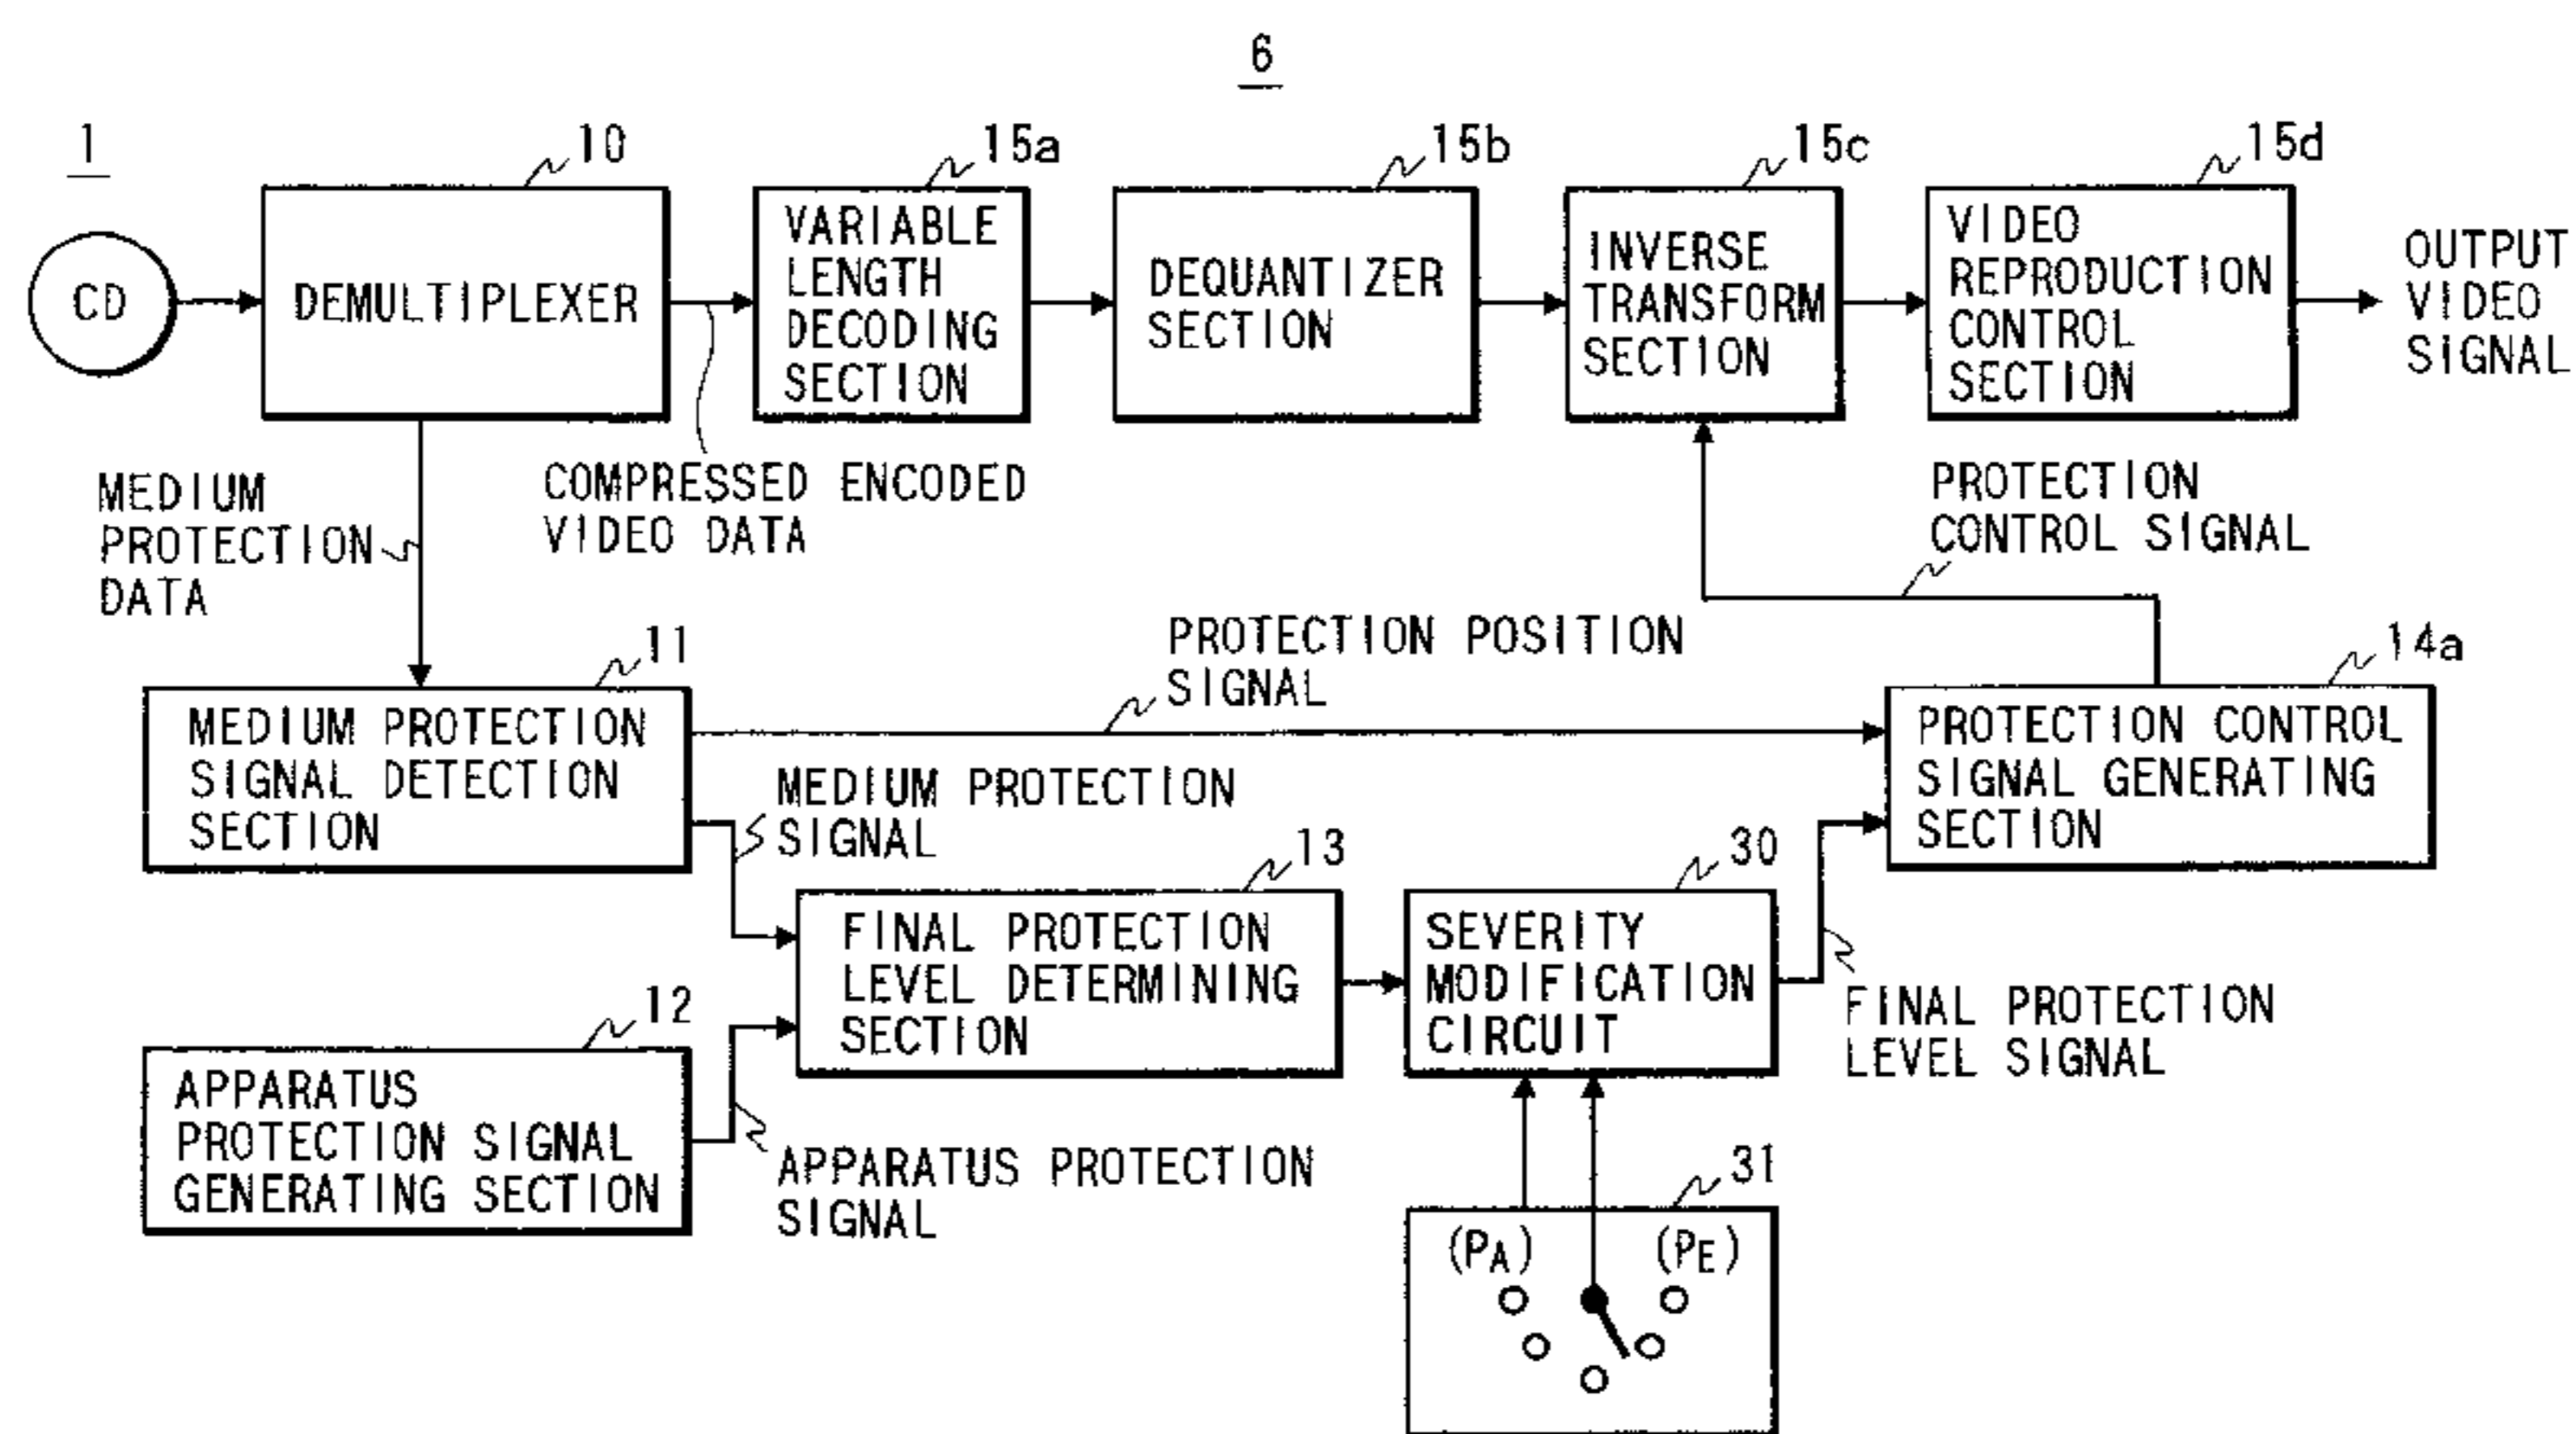 6
1
10
15a
15b
15c
15d
CD
DEMULTIPLEXER
VARIABLE
LENGTH
DECODING
SECTION
DEQUANTIZER
SECTION
INVERSE
TRANSFORM
SECTION
VIDEO
REPRODUCTION
CONTROL
SECTION
OUTPUT
VIDEO
SIGNAL
MEDIUM
PROTECTION
DATA
COMPRESSED ENCODED
VIDEO DATA
PROTECTION
CONTROL SIGNAL
PROTECTION POSITION
SIGNAL
11
14a
MEDIUM PROTECTION
SIGNAL DETECTION
SECTION
PROTECTION CONTROL
SIGNAL GENERATING
SECTION
MEDIUM PROTECTION
SIGNAL
13
30
FINAL PROTECTION
LEVEL DETERMINING
SECTION
SEVERITY
MODIFICATION
CIRCUIT
FINAL PROTECTION
LEVEL SIGNAL
12
APPARATUS
PROTECTION SIGNAL
GENERATING SECTION
APPARATUS PROTECTION
SIGNAL
31
(PA) (PE)